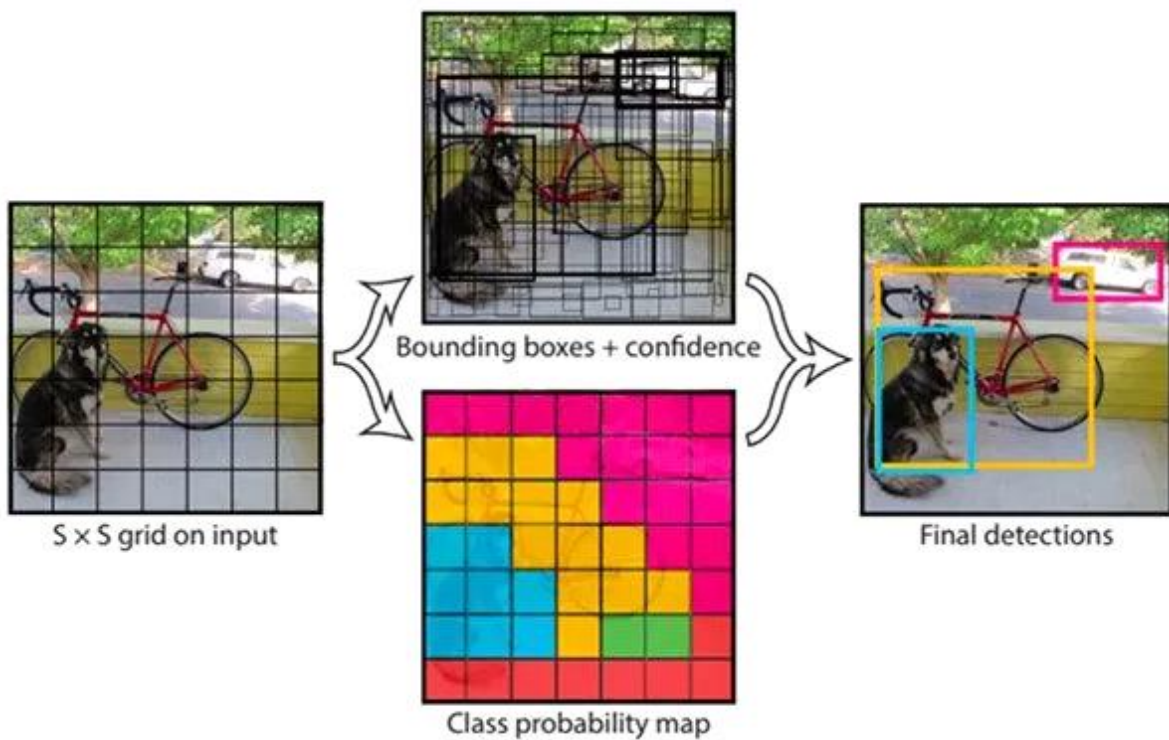 Bounding boxes + confidence
S × S grid on input
Final detections
Class probability map